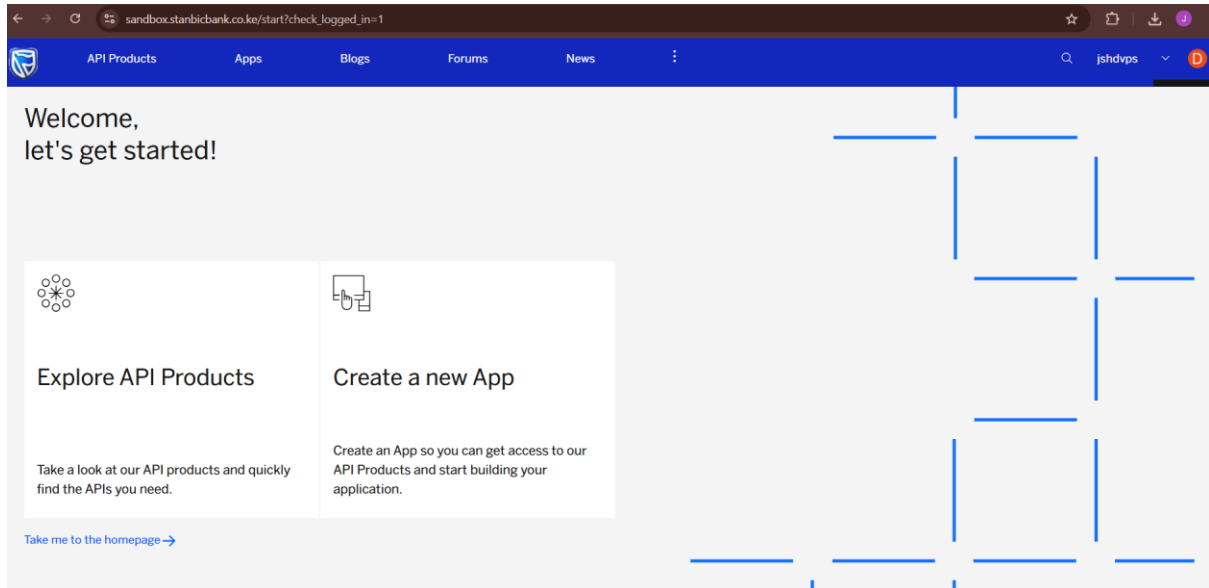 sandbox.stanbicbank.co.ke/start?check_logged_in=1
J
API Products Apps Blogs Forums News jshdvps D
Welcome,
let's get started!
Explore API Products
Create a new App
Take a look at our API products and quickly
find the APIs you need.
Create an App so you can get access to our
API Products and start building your
application.
Take me to the homepage